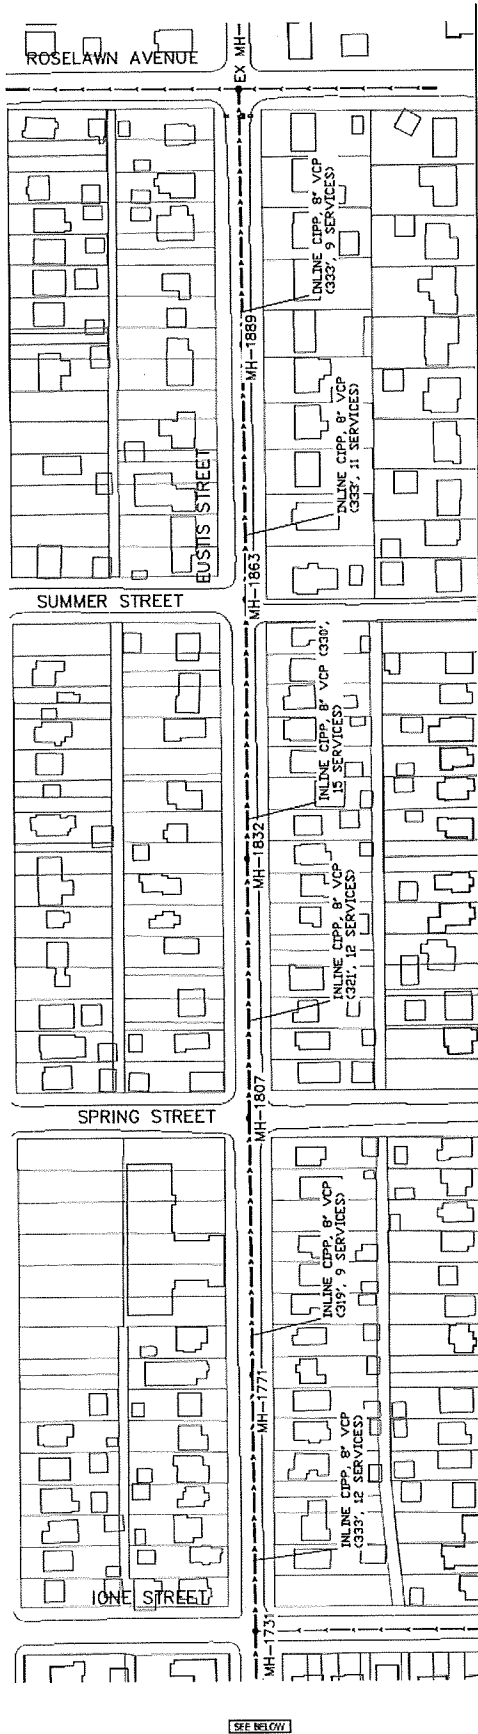 ROSELAWN AVENUE
EX MH-
INLINE CIPP, 8" VCP
(333', 9 SERVICES)
MH-1889
INLINE CIPP, 8" VCP
(333', 11 SERVICES)
EUSTIS STREET
MH-1863
SUMMER STREET
INLINE CIPP, 8" VCP (330',
15 SERVICES)
MH-1832
INLINE CIPP, 8" VCP
(321', 12 SERVICES)
MH-1807
SPRING STREET
INLINE CIPP, 8" VCP
(319', 9 SERVICES)
MH-1771
INLINE CIPP, 8" VCP
(333', 12 SERVICES)
IONE STREET
MH-1731
SEE BELOW